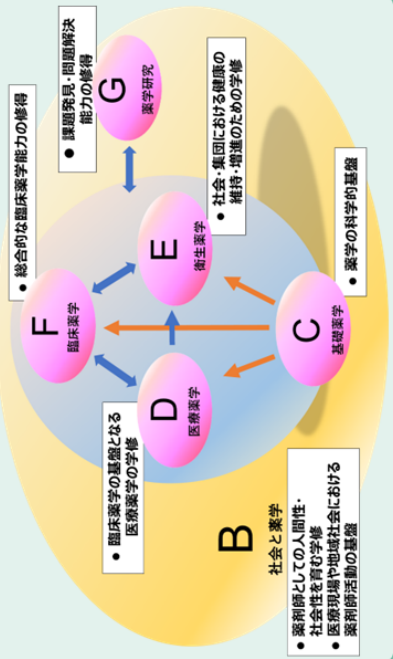 ● 総合的な臨床薬学能力の修得
F
臨床薬学
● 課題発見・問題解決
能力の修得
G
薬学研究
● 臨床薬学の基盤となる
医療薬学の学修
D
医療薬学
E
衛生薬学
● 社会・集団における健康の
維持・増進のための学修
B
社会と薬学
● 薬剤師としての人間性・
社会性を育む学修
● 医療現場や地域社会における
薬剤師活動の基盤
C
基礎薬学
● 薬学の科学的基盤